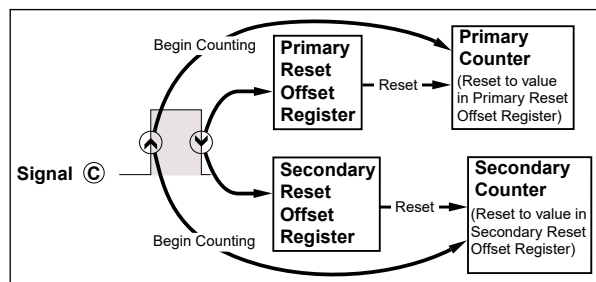 Begin Counting
Primary
Reset
Offset
Register
Reset
Primary
Counter
(Reset to value
in Primary Reset
Offset Register)
Signal C
Secondary
Reset
Offset
Register
Reset
Secondary
Counter
(Reset to value in
Secondary Reset
Offset Register)
Begin Counting